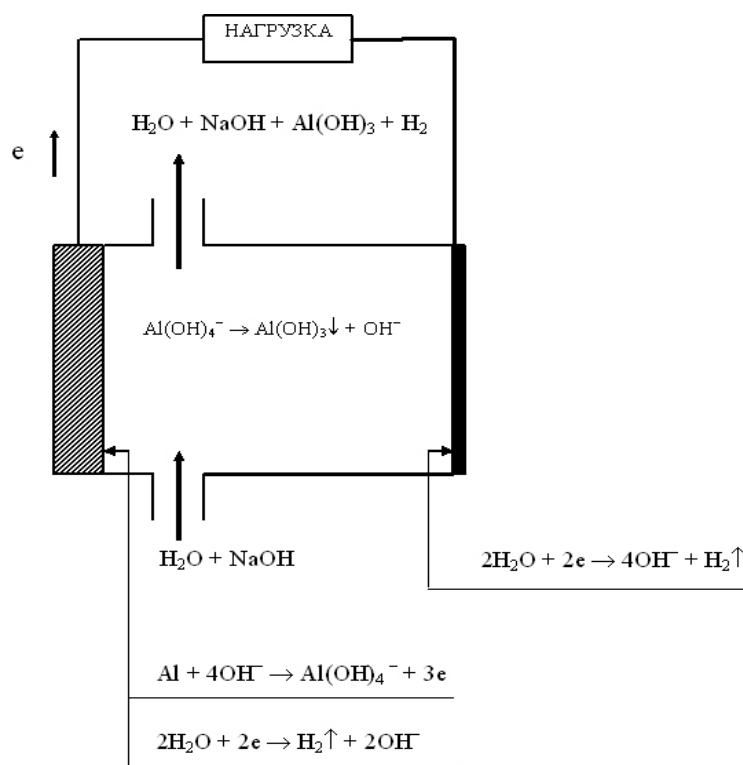 НАГРУЗКА
H₂O + NaOH + Al(OH)₃ + H₂
e
Al(OH)₄⁻ → Al(OH)₃↓ + OH⁻
H₂O + NaOH
2H₂O + 2e → 4OH⁻ + H₂↑
Al + 4OH⁻ → Al(OH)₄⁻ + 3e
2H₂O + 2e → H₂↑ + 2OH⁻